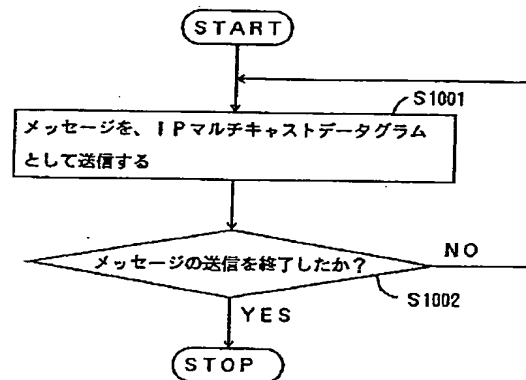 START
S1001
メッセージを、IPマルチキャストデータグラム
として送信する
メッセージの送信を終了したか？
NO
S1002
YES
STOP